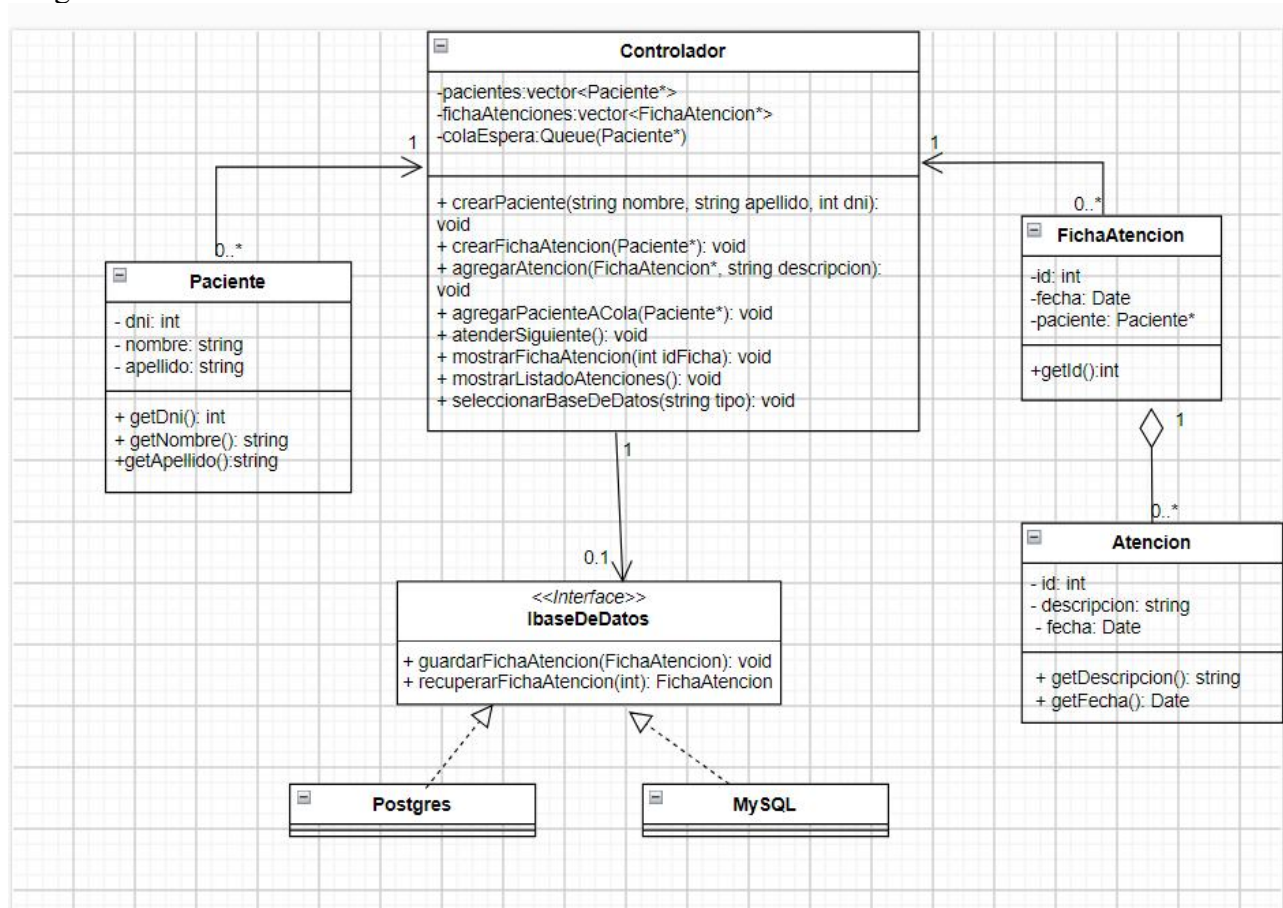 Controlador
-pacientes:vector<Paciente*>
-fichaAtenciones:vector<FichaAtencion*>
-colaEspera:Queue(Paciente*)
+ crearPaciente(string nombre, string apellido, int dni):
void
+ crearFichaAtencion(Paciente*): void
+ agregarAtencion(FichaAtencion*, string descripcion):
void
+ agregarPacienteACola(Paciente*): void
+ atenderSiguiente(): void
+ mostrarFichaAtencion(int idFicha): void
+ mostrarListadoAtenciones(): void
+ seleccionarBaseDeDatos(string tipo): void
1
1
0..*
0..*
Paciente
- dni: int
- nombre: string
- apellido: string
+ getDni(): int
+ getNombre(): string
+getApellido():string
FichaAtencion
-id: int
-fecha: Date
-paciente: Paciente*
+getId():int
1
0..*
Atencion
- id: int
- descripcion: string
- fecha: Date
+ getDescripcion(): string
+ getFecha(): Date
1
0.1
<<Interface>>
IbaseDeDatos
+ guardarFichaAtencion(FichaAtencion): void
+ recuperarFichaAtencion(int): FichaAtencion
Postgres
MySQL